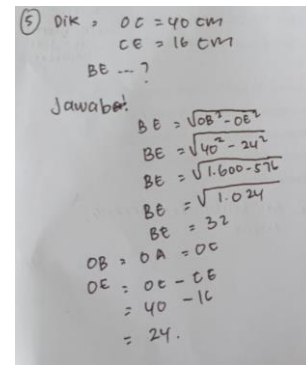 ⑤ Dik : OC = 40 cm
CE = 16 cm
BE ... ?
Jawab!
BE = √OB² - OE²
BE = √40² - 24²
BE = √1.600 - 576
BE = √1.024
BE = 32
OB = OA = OC
OE = OC - CE
= 40 - 16
= 24.